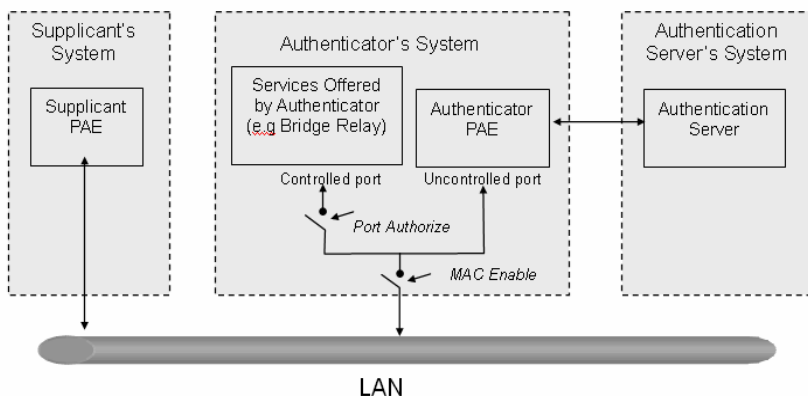 Supplicant's
System
Supplicant
PAE
Authenticator's System
Services Offered
by Authenticator
(e.g Bridge Relay)
Authenticator
PAE
Controlled port
Uncontrolled port
Port Authorize
MAC Enable
Authentication
Server's System
Authentication
Server
LAN